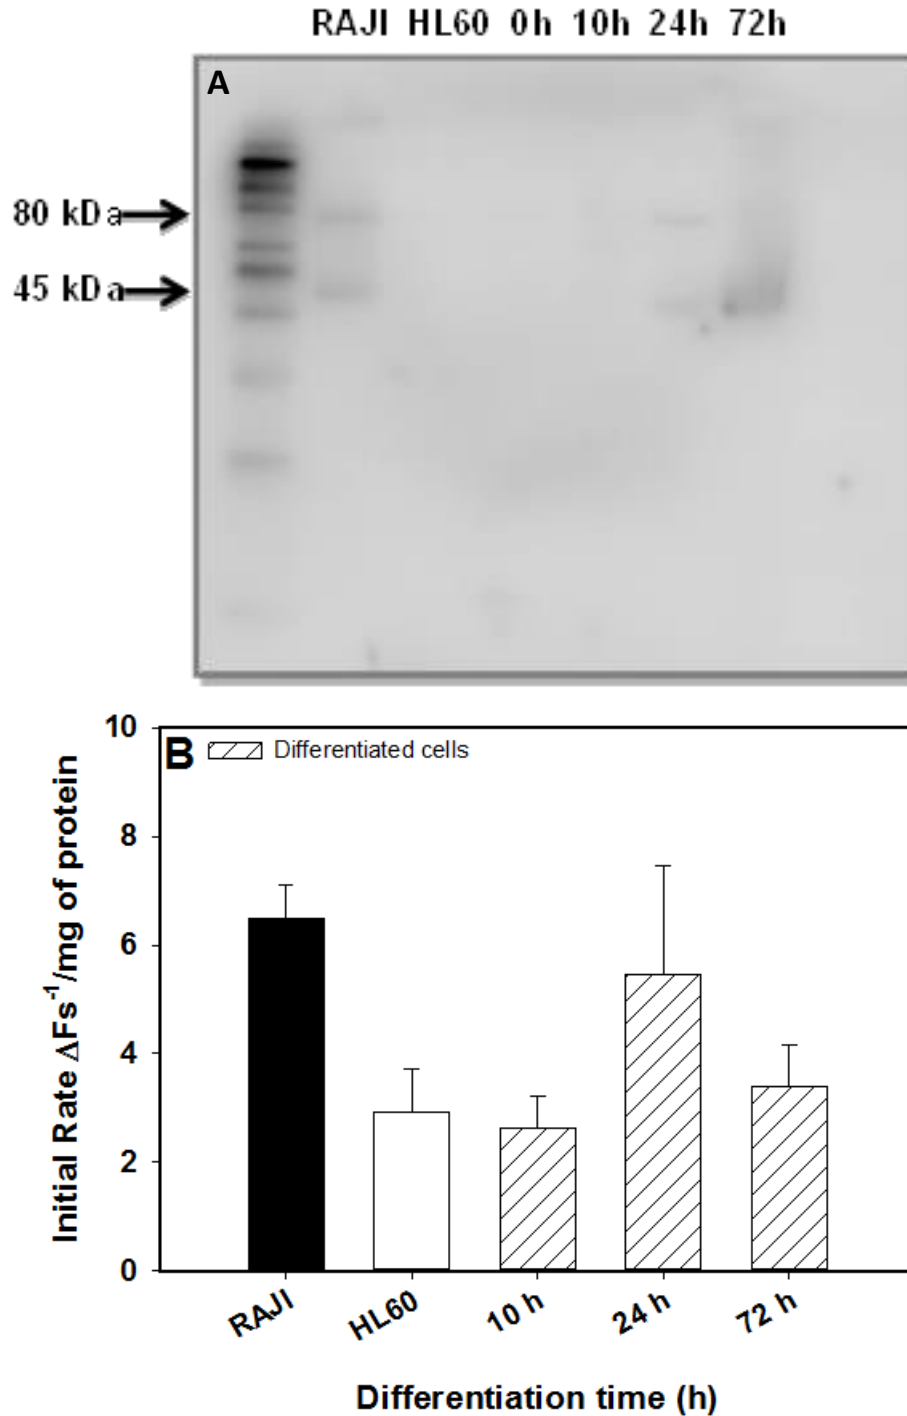 RAJI HL60 0h 10h 24h 72h
A
80 kDa
45 kDa
10
B Differentiated cells
8
6
4
2
0
Initial Rate ΔFs⁻¹/mg of protein
RAJI HL60 10 h 24 h 72 h
Differentiation time (h)